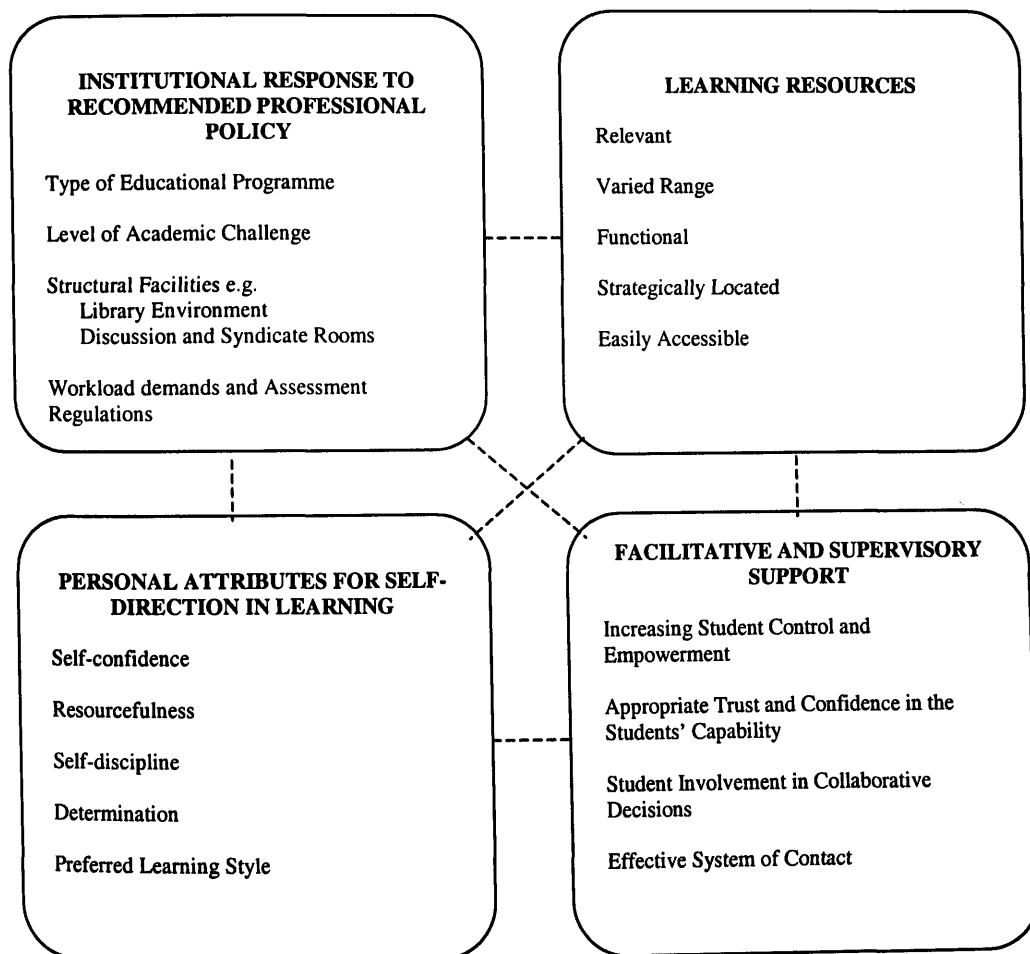 INSTITUTIONAL RESPONSE TO
RECOMMENDED PROFESSIONAL
POLICY
Type of Educational Programme
Level of Academic Challenge
Structural Facilities e.g.
Library Environment
Discussion and Syndicate Rooms
Workload demands and Assessment
Regulations
LEARNING RESOURCES
Relevant
Varied Range
Functional
Strategically Located
Easily Accessible
PERSONAL ATTRIBUTES FOR SELF-
DIRECTION IN LEARNING
Self-confidence
Resourcefulness
Self-discipline
Determination
Preferred Learning Style
FACILITATIVE AND SUPERVISORY
SUPPORT
Increasing Student Control and
Empowerment
Appropriate Trust and Confidence in the
Students' Capability
Student Involvement in Collaborative
Decisions
Effective System of Contact